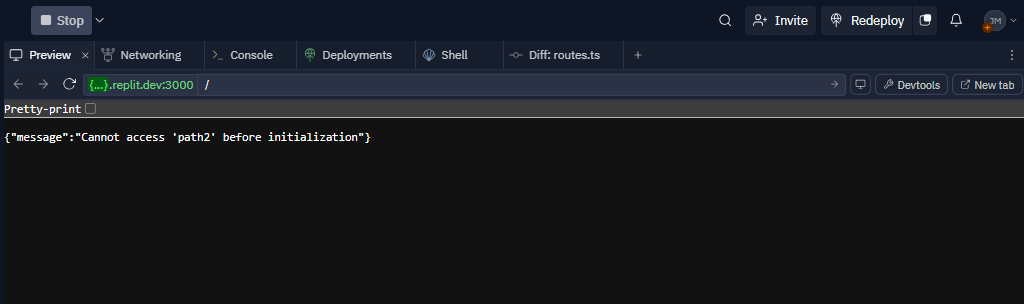 Stop
Invite
Redeploy
JM
Preview
Networking
Console
Deployments
Shell
Diff: routes.ts
{...}.replit.dev:3000 /
Devtools
New tab
Pretty-print
{"message":"Cannot access 'path2' before initialization"}